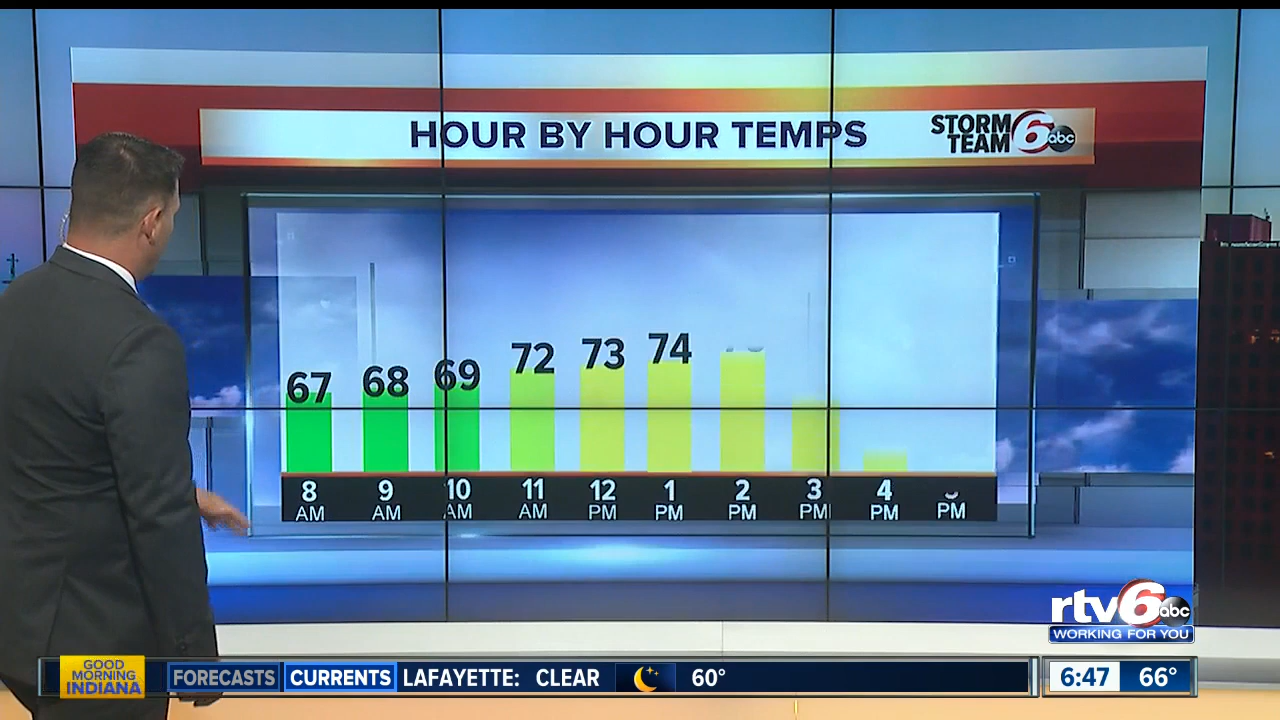 HOUR BY HOUR TEMPS
STORM
TEAM 6 abc
67 68 69 72 73 74
8 9 10 11 12 1 2 3 4
AM AM AM AM PM PM PM PM PM PM
rtv6 abc
WORKING FOR YOU
GOOD
MORNING
INDIANA
FORECASTS CURRENTS LAFAYETTE: CLEAR 60° 6:47 66°